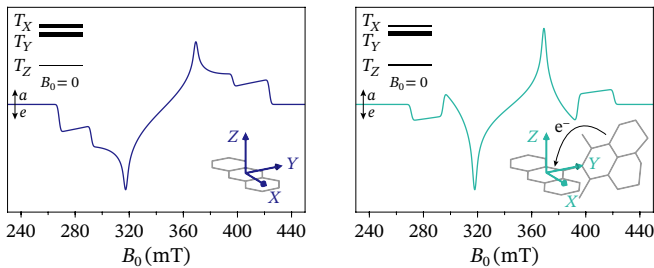 T_X
T_Y
T_Z
B_0 = 0
a
e
Z
Y
X
240 280 320 360 400 440
B_0 (mT)
T_X
T_Y
T_Z
B_0 = 0
a
e
e⁻
Z
Y
X
240 280 320 360 400 440
B_0 (mT)